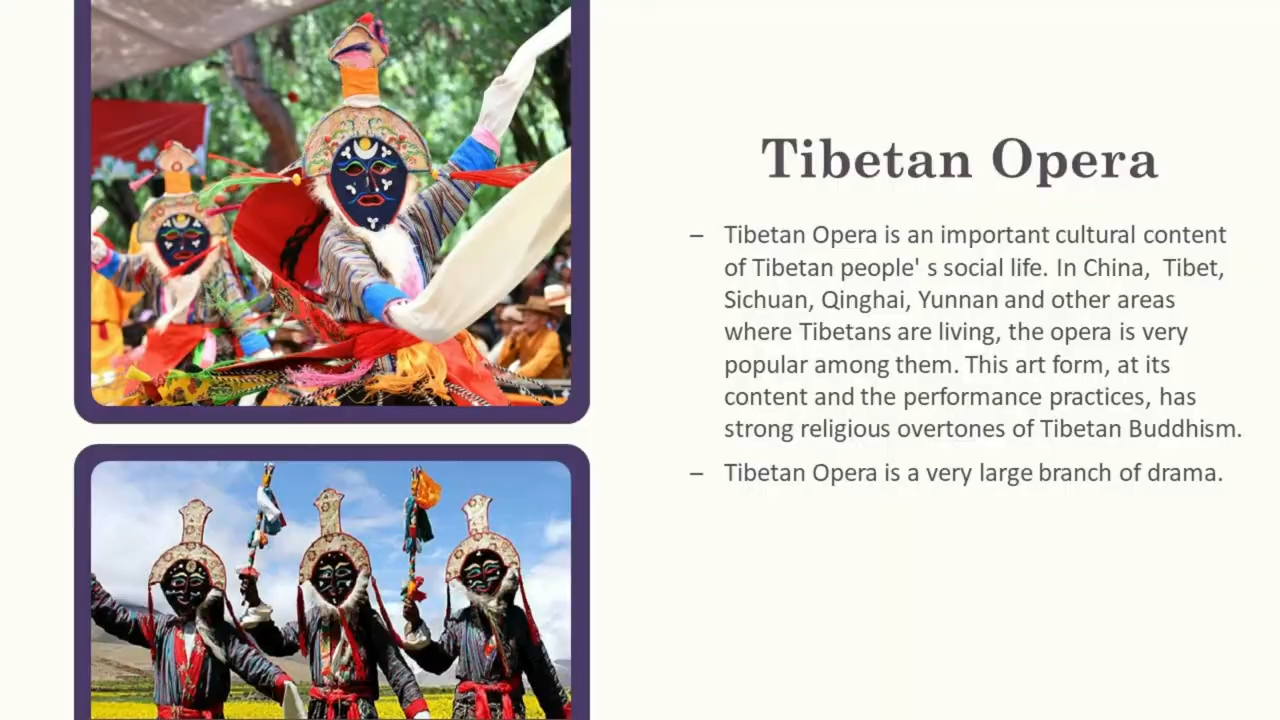 Tibetan Opera
– Tibetan Opera is an important cultural content
of Tibetan people' s social life. In China,  Tibet,
Sichuan, Qinghai, Yunnan and other areas
where Tibetans are living, the opera is very
popular among them. This art form, at its
content and the performance practices, has
strong religious overtones of Tibetan Buddhism.
– Tibetan Opera is a very large branch of drama.